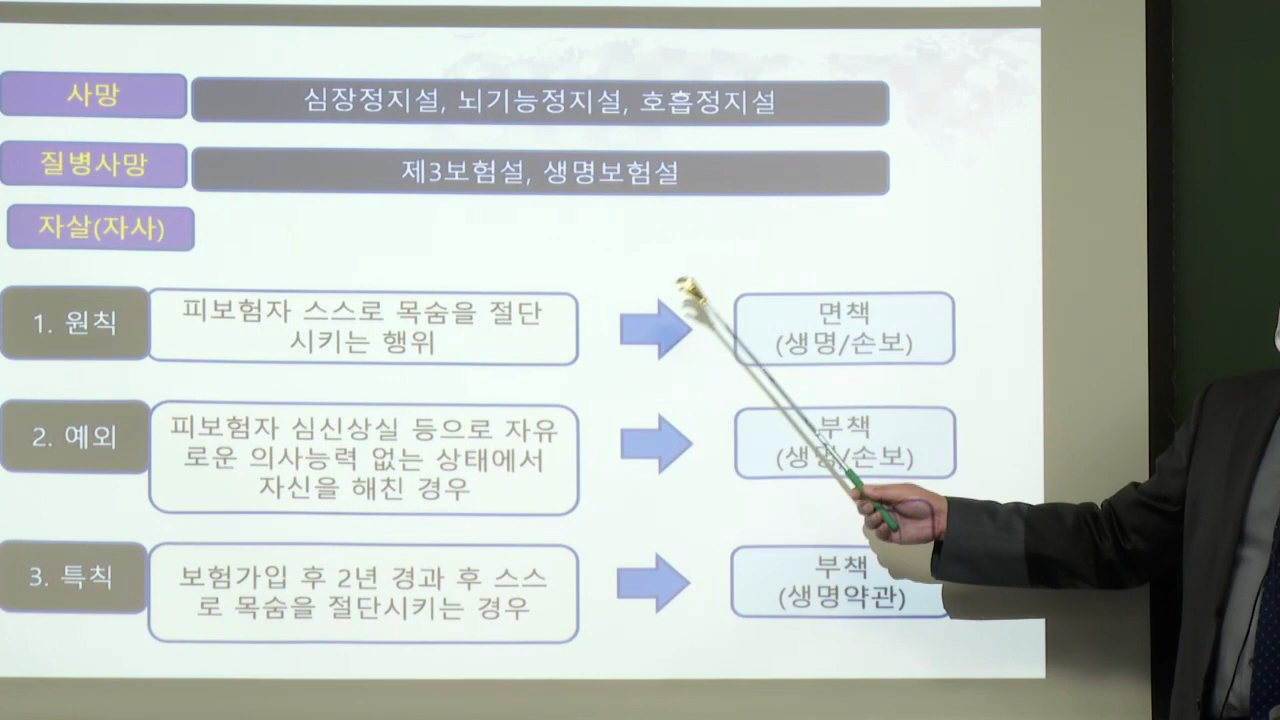 사망
심장정지설, 뇌기능정지설, 호흡정지설
질병사망
제3보험설, 생명보험설
자살(자사)
1. 원칙
피보험자 스스로 목숨을 절단
시키는 행위
면책
(생명/손보)
2. 예외
피보험자 심신상실 등으로 자유
로운 의사능력 없는 상태에서
자신을 해친 경우
부책
(생명/손보)
3. 특칙
보험가입 후 2년 경과 후 스스
로 목숨을 절단시키는 경우
부책
(생명약관)